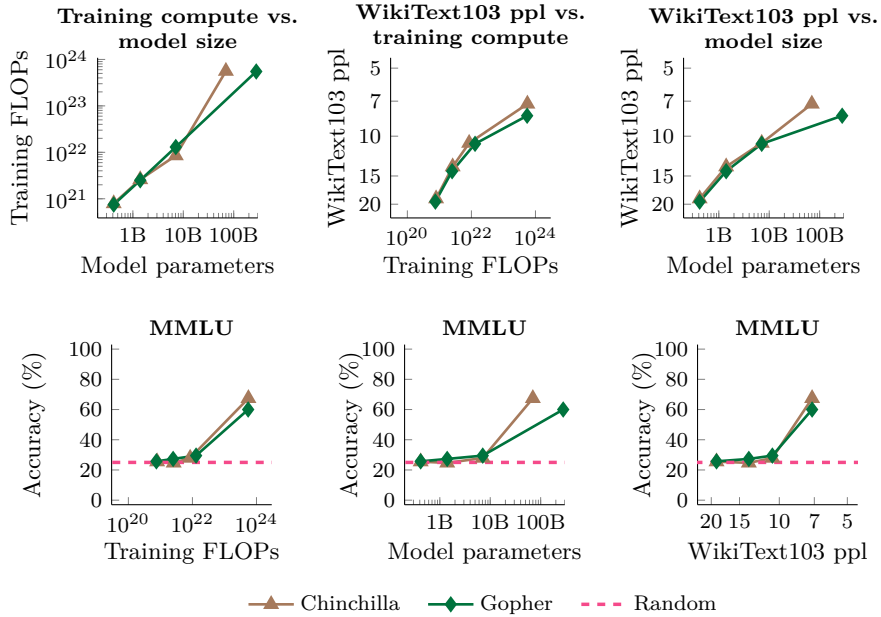 Training compute vs.
model size
Training FLOPs
10^24
10^23
10^22
10^21
1B 10B 100B
Model parameters
WikiText103 ppl vs.
training compute
WikiText103 ppl
5
7
10
15
20
10^20 10^22 10^24
Training FLOPs
WikiText103 ppl vs.
model size
WikiText103 ppl
5
7
10
15
20
1B 10B 100B
Model parameters
MMLU
Accuracy (%)
100
80
60
40
20
0
10^20 10^22 10^24
Training FLOPs
MMLU
Accuracy (%)
100
80
60
40
20
0
1B 10B 100B
Model parameters
MMLU
Accuracy (%)
100
80
60
40
20
0
20 15 10 7 5
WikiText103 ppl
Chinchilla Gopher Random